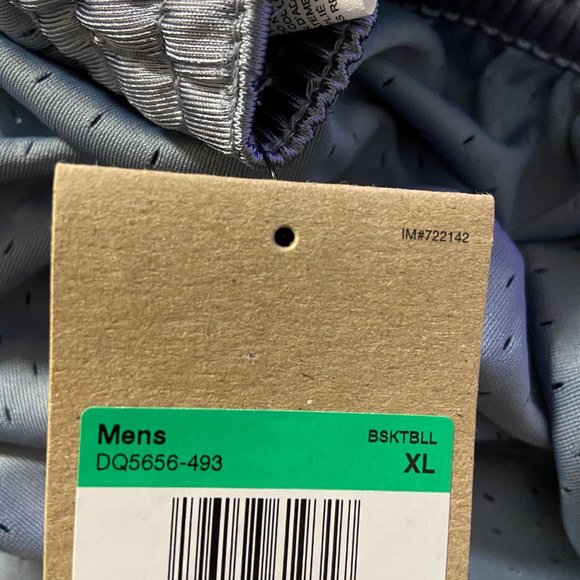 IM#722142
Mens BSKTBLL
DQ5656-493 XL